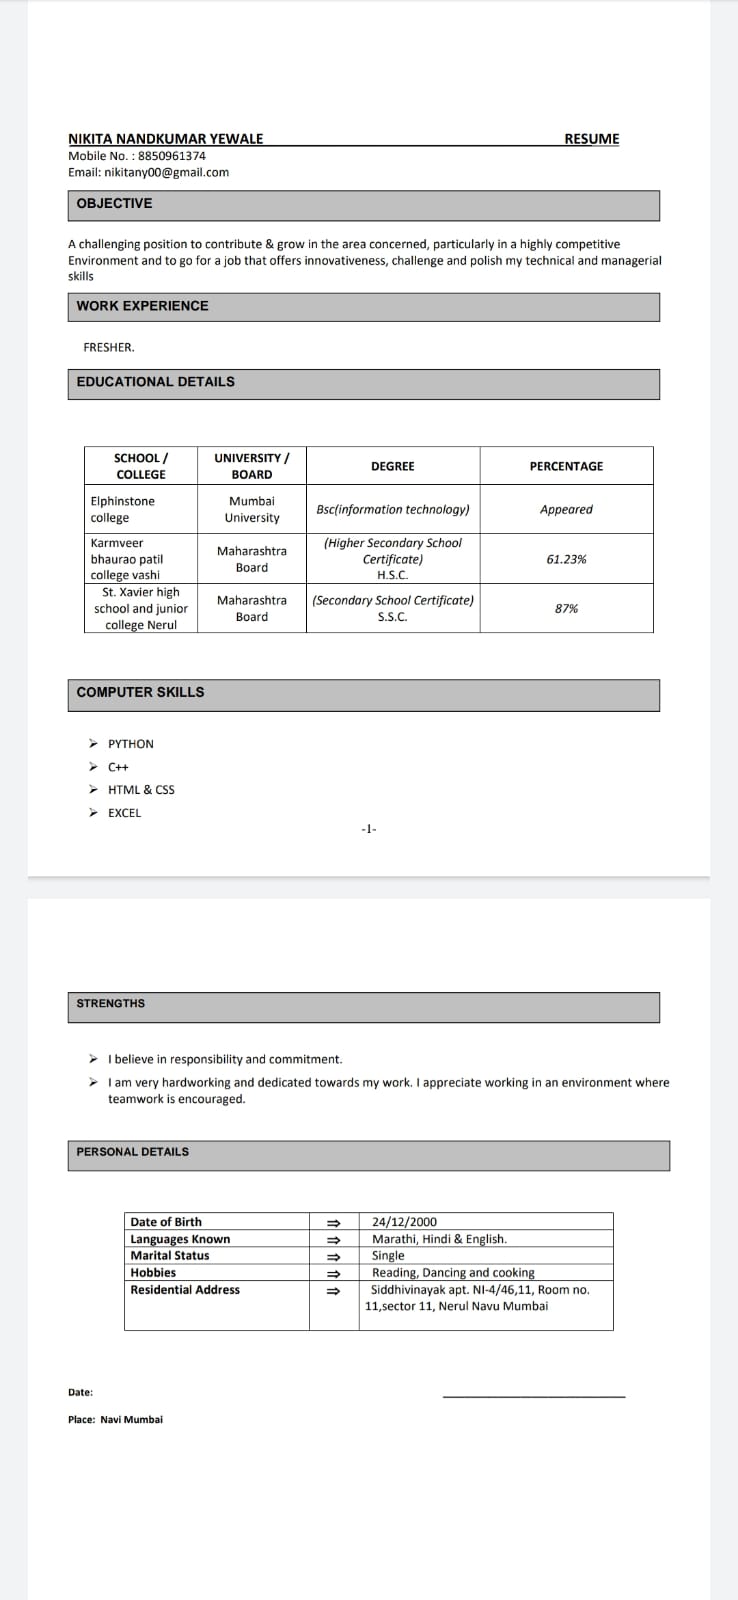 NIKITA NANDKUMAR YEWALE RESUME
Mobile No. : 8850961374
Email: nikitany00@gmail.com
OBJECTIVE
A challenging position to contribute & grow in the area concerned, particularly in a highly competitive
Environment and to go for a job that offers innovativeness, challenge and polish my technical and managerial
skills
WORK EXPERIENCE
FRESHER.
EDUCATIONAL DETAILS
SCHOOL /
COLLEGE
UNIVERSITY /
BOARD
DEGREE
PERCENTAGE
Elphinstone
college
Mumbai
University
Bsc(information technology)
Appeared
Karmveer
bhaurao patil
college vashi
Maharashtra
Board
(Higher Secondary School
Certificate)
H.S.C.
61.23%
St. Xavier high
school and junior
college Nerul
Maharashtra
Board
(Secondary School Certificate)
S.S.C.
87%
COMPUTER SKILLS
➢ PYTHON
➢ C++
➢ HTML & CSS
➢ EXCEL
-1-
STRENGTHS
➢ I believe in responsibility and commitment.
➢ I am very hardworking and dedicated towards my work. I appreciate working in an environment where
teamwork is encouraged.
PERSONAL DETAILS
Date of Birth ⇒ 24/12/2000
Languages Known ⇒ Marathi, Hindi & English.
Marital Status ⇒ Single
Hobbies ⇒ Reading, Dancing and cooking
Residential Address ⇒ Siddhivinayak apt. Nl-4/46,11, Room no.
11,sector 11, Nerul Navu Mumbai
Date:
Place: Navi Mumbai